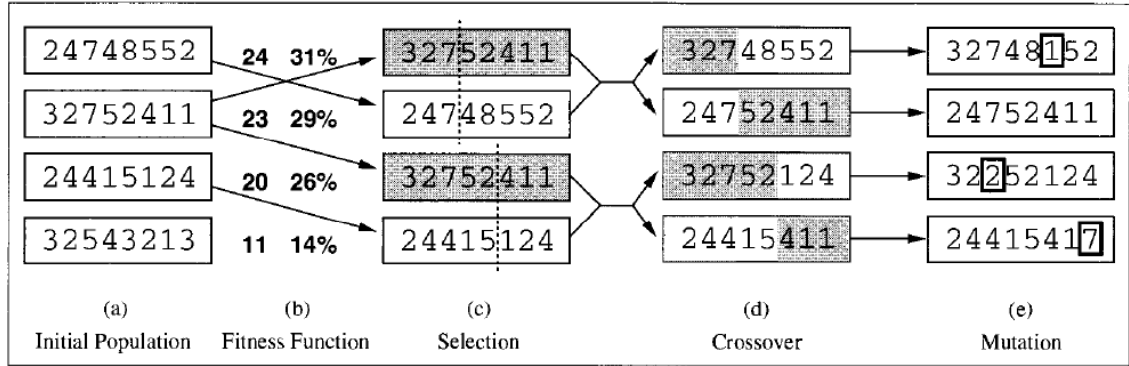 24748552 24 31% 32752411 32748552 32748152
32752411 23 29% 24748552 24752411 24752411
24415124 20 26% 32752411 32752124 32252124
32543213 11 14% 24415124 24415411 24415417
(a) (b) (c) (d) (e)
Initial Population Fitness Function Selection Crossover Mutation